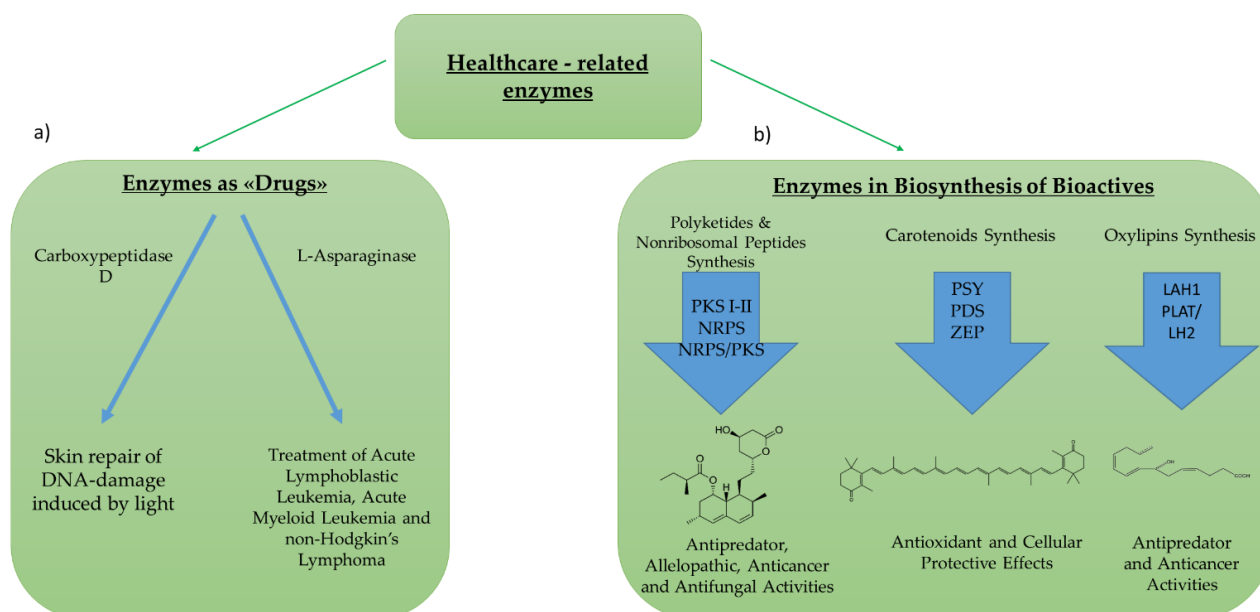 Healthcare - related
enzymes
a)
Enzymes as «Drugs»
Carboxypeptidase
D
L-Asparaginase
Skin repair of
DNA-damage
induced by light
Treatment of Acute
Lymphoblastic
Leukemia, Acute
Myeloid Leukemia and
non-Hodgkin's
Lymphoma
b)
Enzymes in Biosynthesis of Bioactives
Polyketides &
Nonribosomal Peptides
Synthesis
PKS I-II
NRPS
NRPS/PKS
HO
O
O
O
O
H
Antipredator,
Allelopathic, Anticancer
and Antifungal Activities
Carotenoids Synthesis
PSY
PDS
ZEP
O
O
Antioxidant and Cellular
Protective Effects
Oxylipins Synthesis
LAH1
PLAT/
LH2
OH
COOH
Antipredator
and Anticancer
Activities